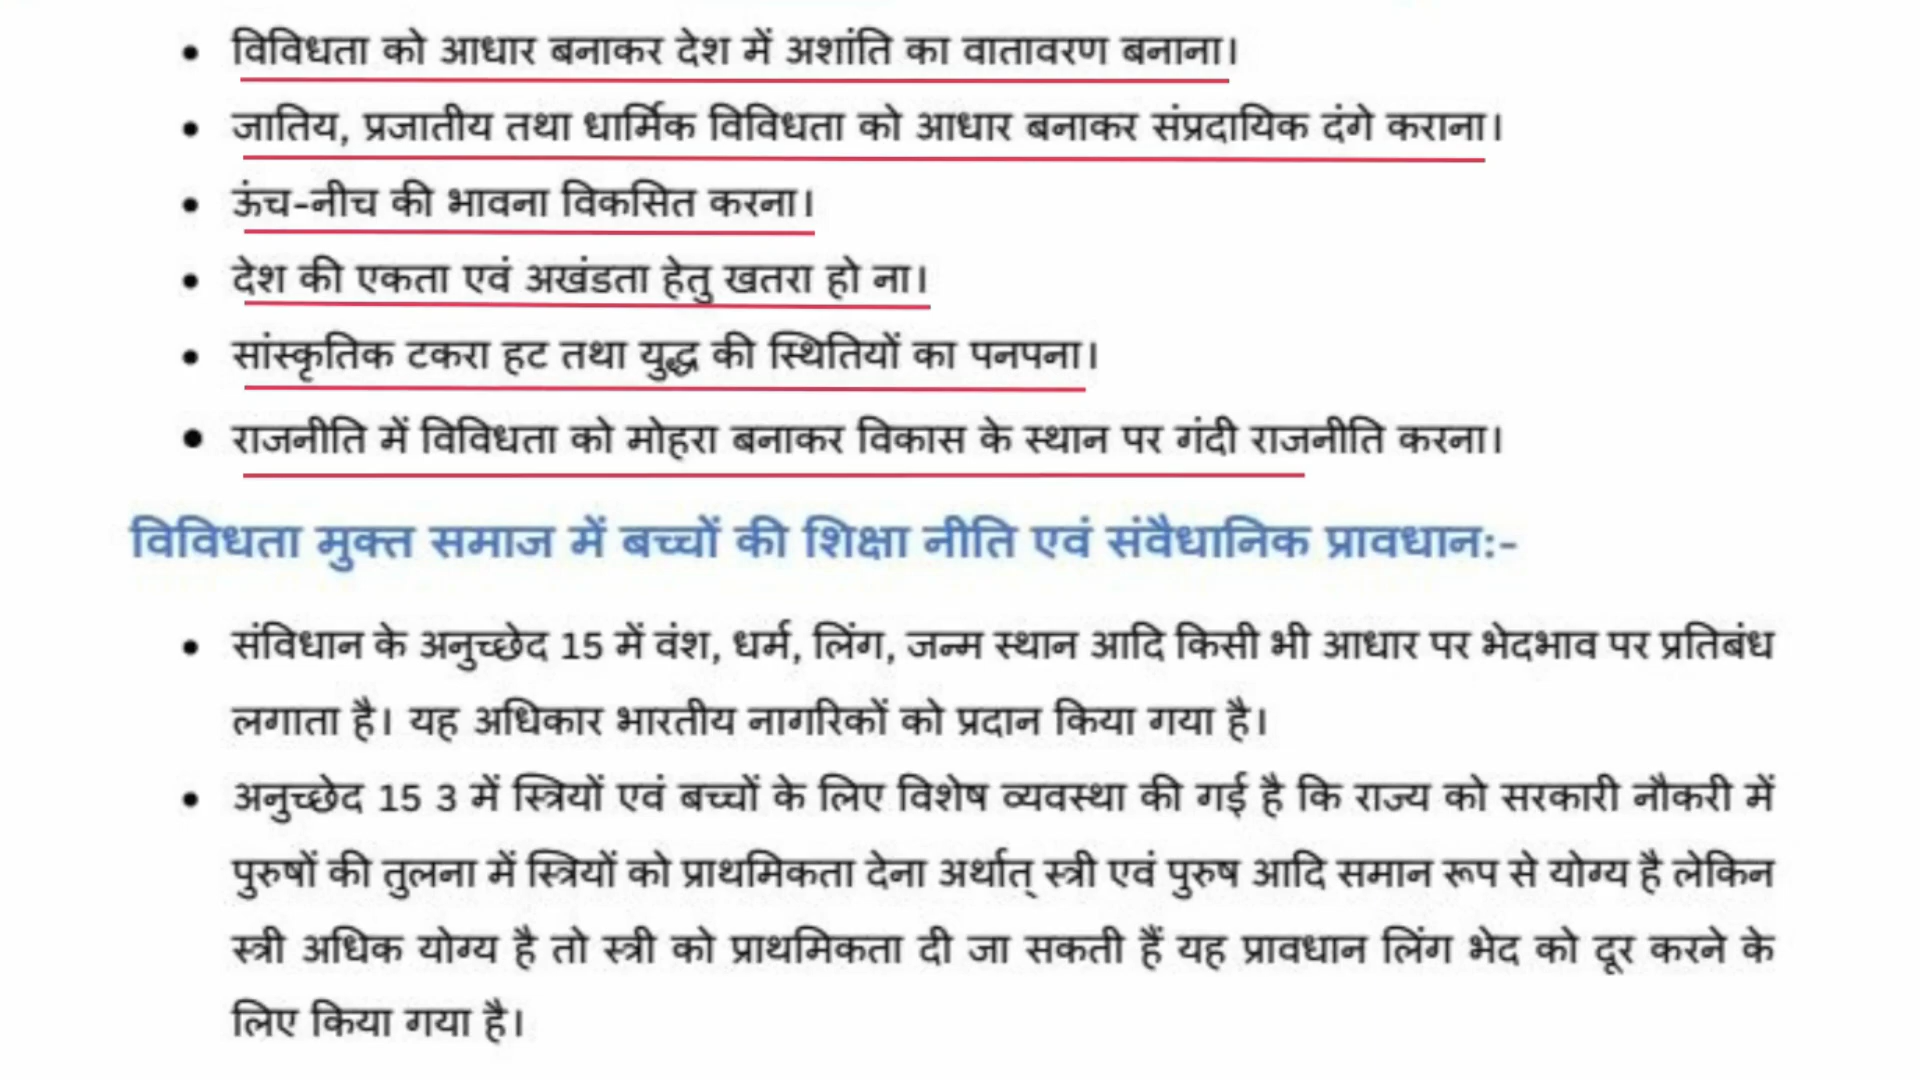 • विविधता को आधार बनाकर देश में अशांति का वातावरण बनाना।
• जातिय, प्रजातीय तथा धार्मिक विविधता को आधार बनाकर संप्रदायिक दंगे कराना।
• ऊंच-नीच की भावना विकसित करना।
• देश की एकता एवं अखंडता हेतु खतरा हो ना।
• सांस्कृतिक टकरा हट तथा युद्ध की स्थितियों का पनपना।
• राजनीति में विविधता को मोहरा बनाकर विकास के स्थान पर गंदी राजनीति करना।
विविधता मुक्त समाज में बच्चों की शिक्षा नीति एवं संवैधानिक प्रावधान:-
• संविधान के अनुच्छेद 15 में वंश, धर्म, लिंग, जन्म स्थान आदि किसी भी आधार पर भेदभाव पर प्रतिबंध
लगाता है। यह अधिकार भारतीय नागरिकों को प्रदान किया गया है।
• अनुच्छेद 15 3 में स्त्रियों एवं बच्चों के लिए विशेष व्यवस्था की गई है कि राज्य को सरकारी नौकरी में
पुरुषों की तुलना में स्त्रियों को प्राथमिकता देना अर्थात् स्त्री एवं पुरुष आदि समान रूप से योग्य है लेकिन
स्त्री अधिक योग्य है तो स्त्री को प्राथमिकता दी जा सकती हैं यह प्रावधान लिंग भेद को दूर करने के
लिए किया गया है।